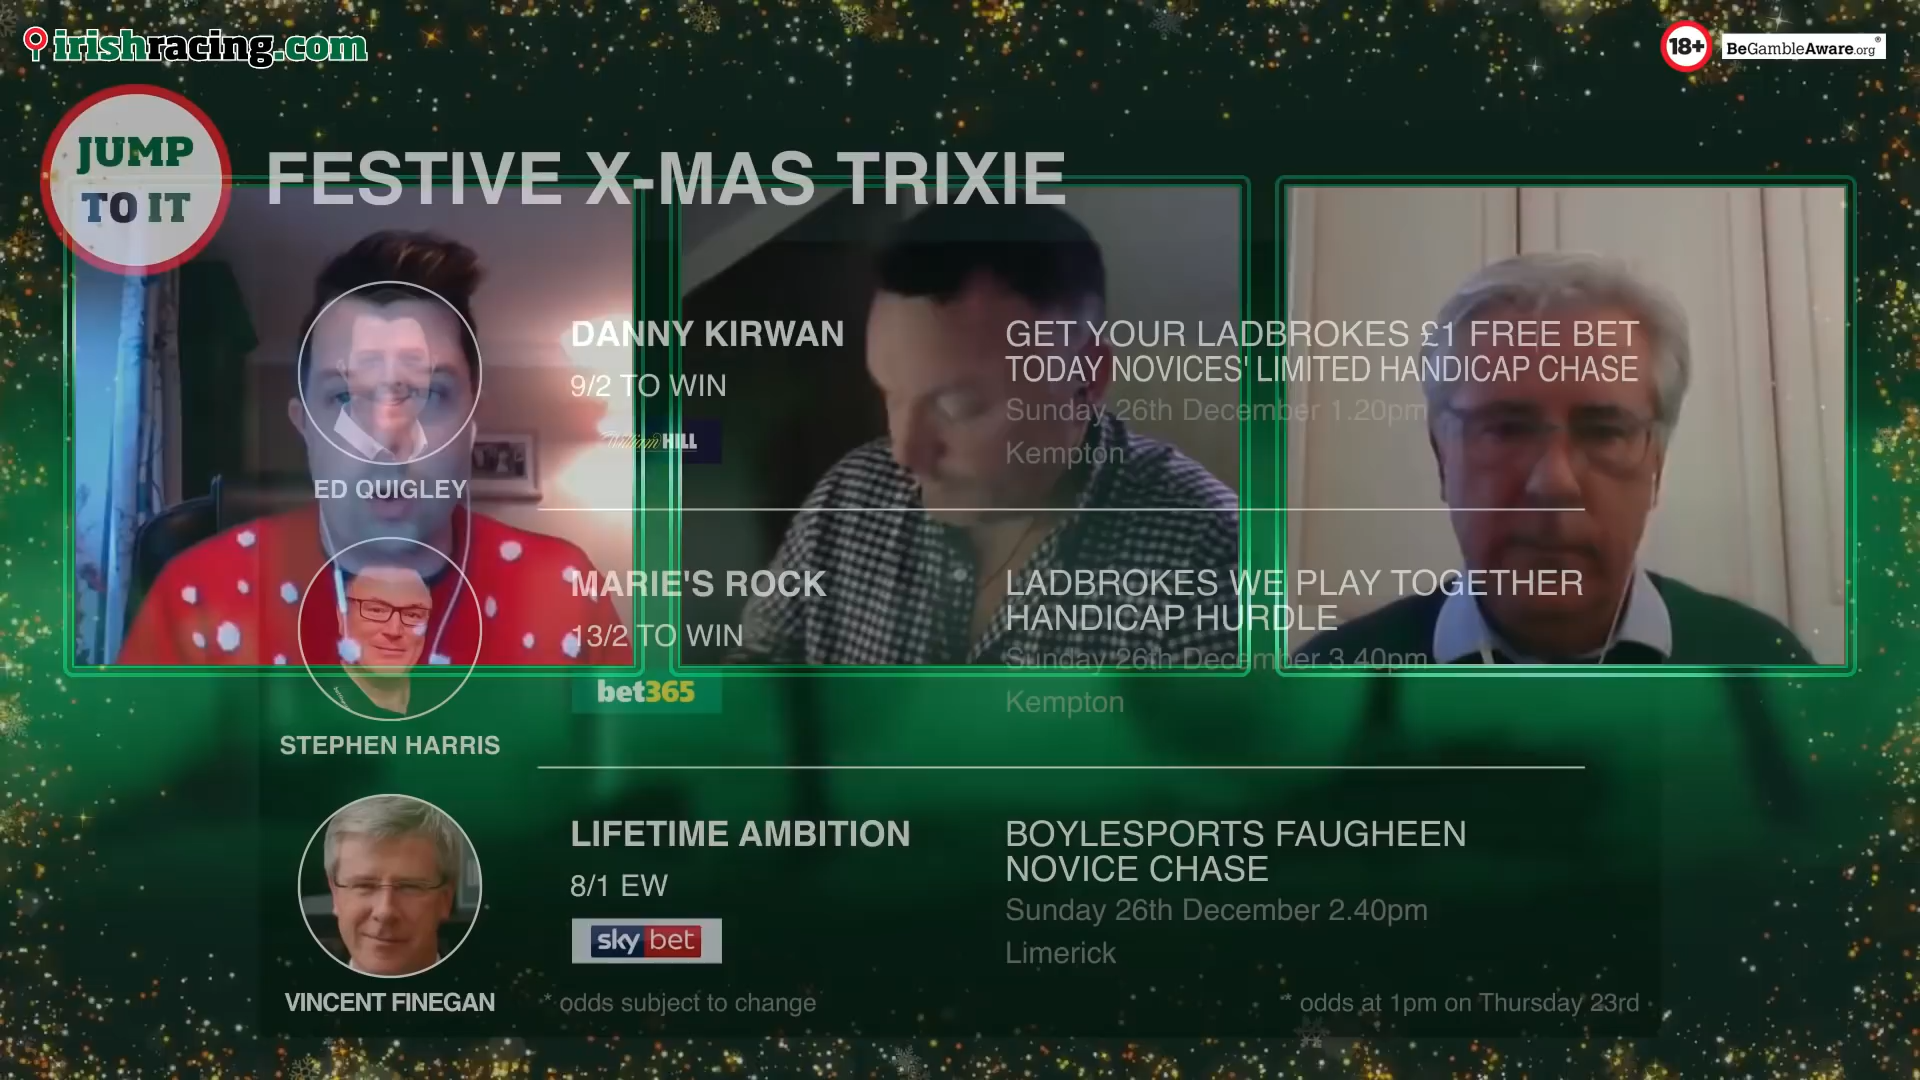 irishracing.com
18+
BeGambleAware.org®
JUMP
TO IT
FESTIVE X-MAS TRIXIE
DANNY KIRWAN
9/2 TO WIN
William HILL
ED QUIGLEY
GET YOUR LADBROKES £1 FREE BET
TODAY NOVICES' LIMITED HANDICAP CHASE
Sunday 26th December 1.20pm
Kempton
MARIE'S ROCK
13/2 TO WIN
bet365
STEPHEN HARRIS
LADBROKES WE PLAY TOGETHER
HANDICAP HURDLE
Sunday 26th December 3.40pm
Kempton
LIFETIME AMBITION
8/1 EW
sky bet
VINCENT FINEGAN
BOYLESPORTS FAUGHEEN
NOVICE CHASE
Sunday 26th December 2.40pm
Limerick
* odds subject to change
* odds at 1pm on Thursday 23rd